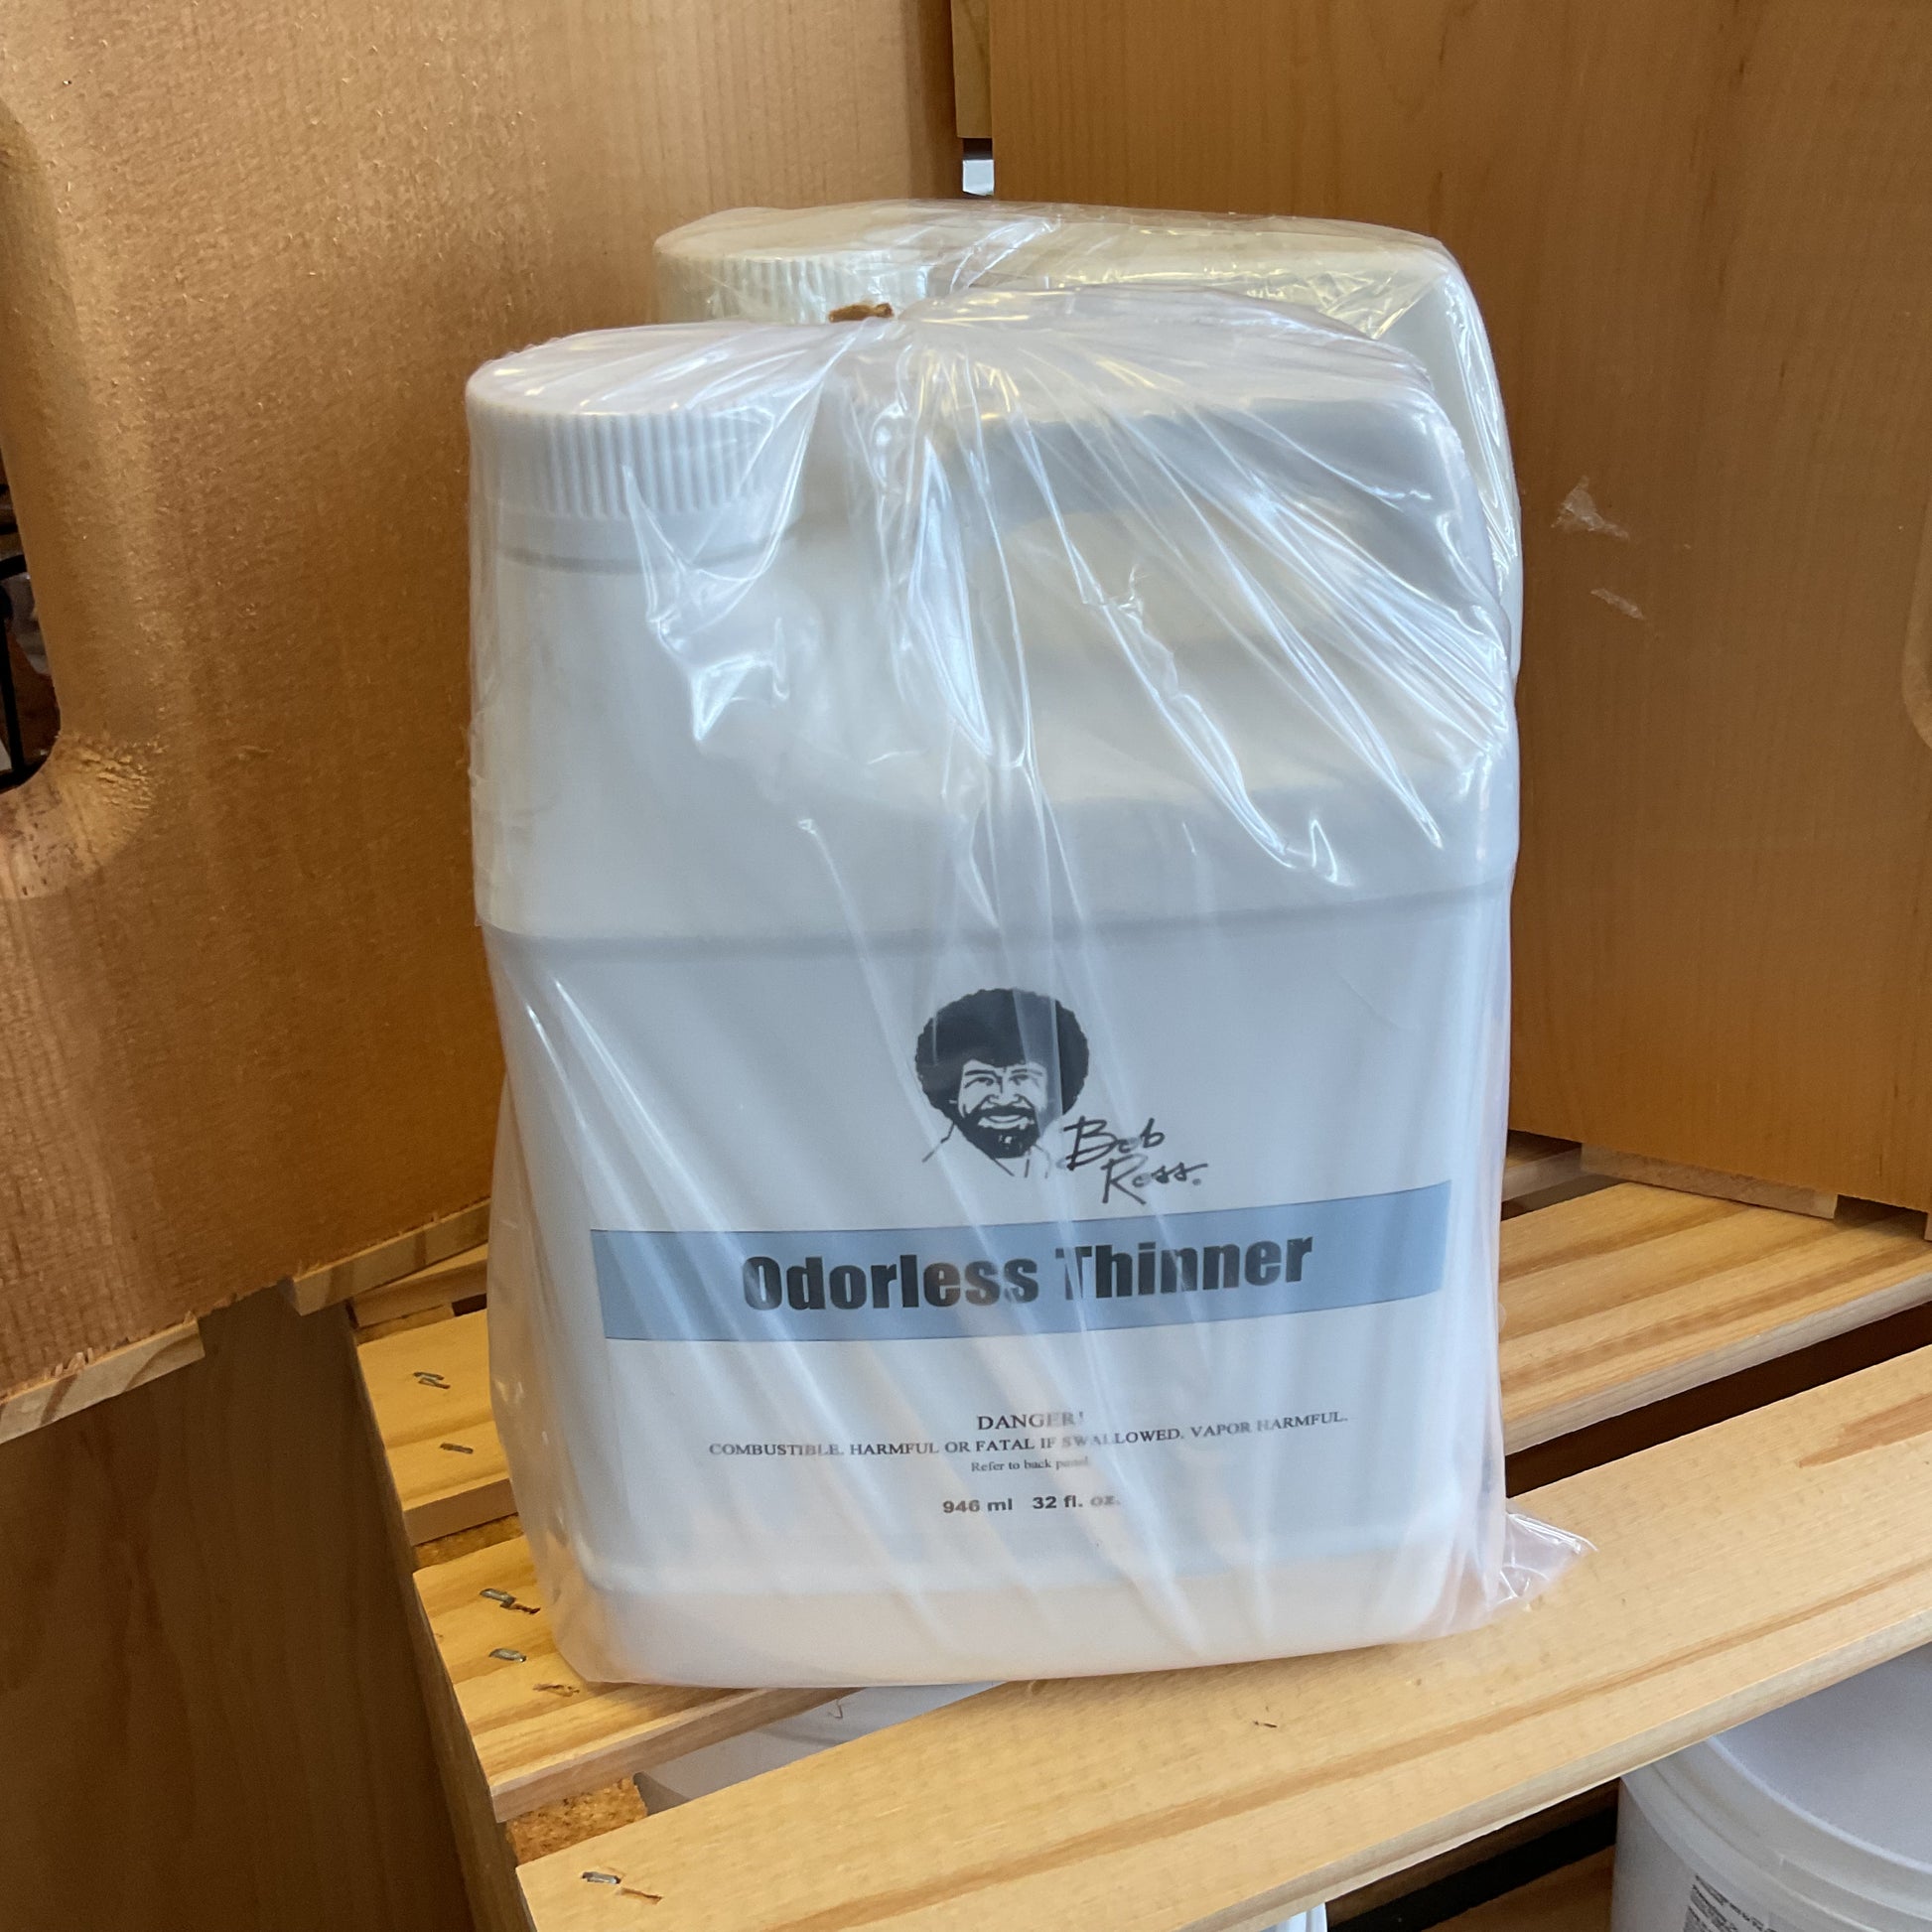 Bob
Ross.
Odorless Thinner
DANGER!
COMBUSTIBLE. HARMFUL OR FATAL IF SWALLOWED. VAPOR HARMFUL.
Refer to back panel
946 ml 32 fl. oz.